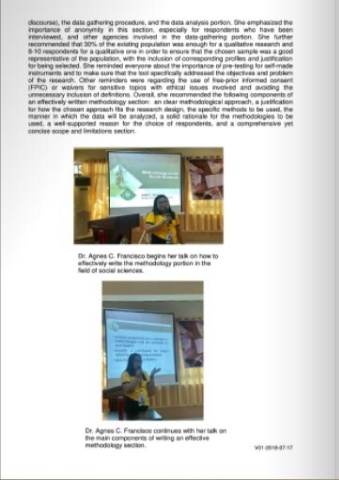 discourse), the data gathering procedure, and the data analysis portion. She emphasized the
importance of anonymity in this section, especially for respondents who have been
interviewed, and other agencies involved in the data-gathering portion. She further
recommended that 30% of the existing population was enough for a qualitative research and
8-10 respondents for a qualitative one in order to ensure that the chosen sample was a good
representative of the population, with the inclusion of corresponding profiles and justification
for being selected. She reminded everyone about the importance of pre-testing for self-made
instruments and to make sure that the tool specifically addressed the objectives and problem
of the research. Other reminders were regarding the use of free-prior informed consent
(FPIC) or waivers for sensitive topics with ethical issues involved and avoiding the
unnecessary inclusion of definitions. Overall, she recommended the following components of
an effectively written methodology section: an clear methodological approach, a justification
for how the chosen approach fits the research design, the specific methods to be used, the
manner in which the data will be analyzed, a solid rationale for the methodologies to be
used, a well-supported reason for the choice of respondents, and a comprehensive yet
concise scope and limitations section.
Dr. Agnes C. Francisco begins her talk on how to
effectively write the methodology portion in the
field of social sciences.
Dr. Agnes C. Francisco continues with her talk on
the main components of writing an effective
methodology section.
V01-2018-07-17